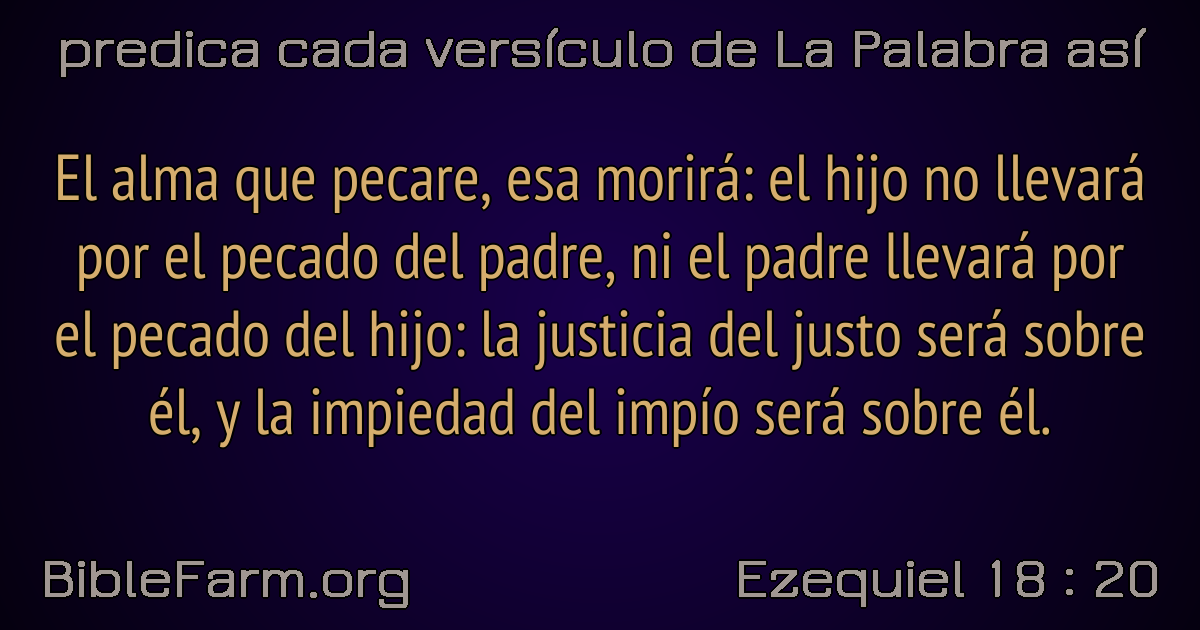 predica cada versículo de La Palabra así
El alma que pecare, esa morirá: el hijo no llevará
por el pecado del padre, ni el padre llevará por
el pecado del hijo: la justicia del justo será sobre
él, y la impiedad del impío será sobre él.
BibleFarm.org
Ezequiel 18 : 20